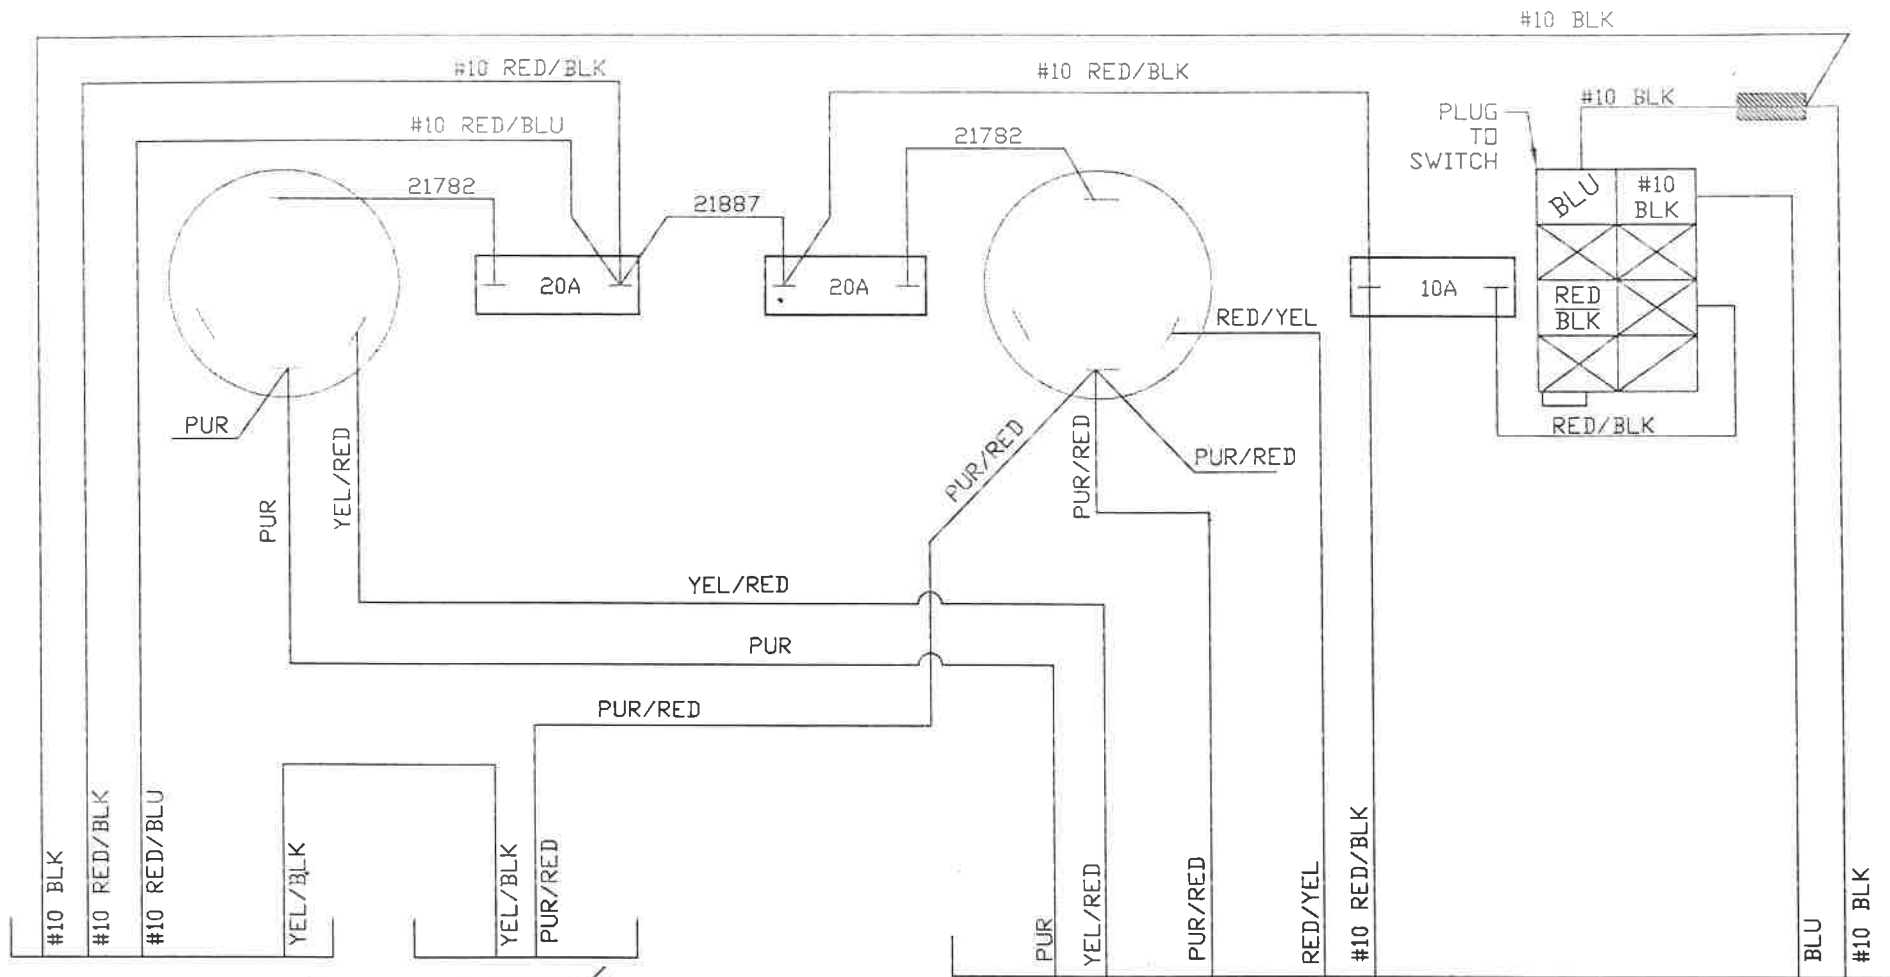 #10 BLK
#10 RED/BLK
#10 RED/BLK
#10 BLK
PLUG
TO
SWITCH
#10 RED/BLU
21782
21782
21887
BLU
#10
BLK
20A
20A
10A
RED
BLK
RED/YEL
RED/BLK
PUR
PUR/RED
PUR
YEL/RED
PUR/RED
PUR/RED
YEL/RED
PUR
PUR/RED
#10 BLK
#10 RED/BLK
#10 RED/BLU
YEL/BLK
YEL/BLK
PUR/RED
PUR
YEL/RED
PUR/RED
RED/YEL
#10 RED/BLK
BLU
#10 BLK